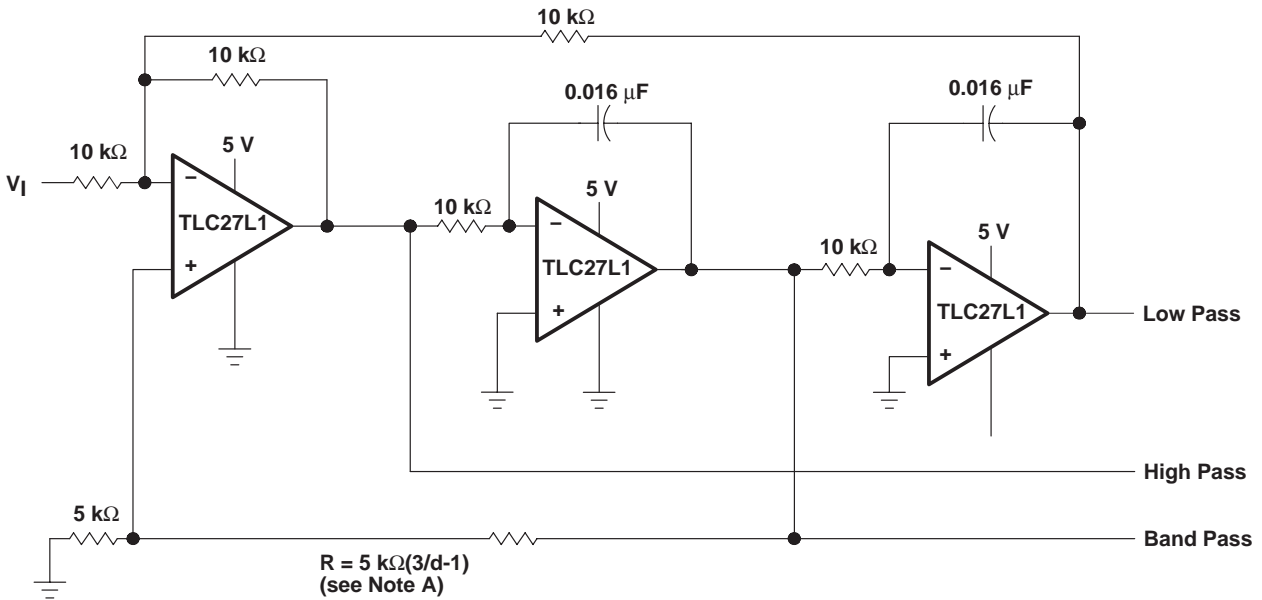 10 kΩ
10 kΩ
0.016 μF
0.016 μF
10 kΩ
5 V
VI
−
TLC27L1
+
10 kΩ
5 V
−
TLC27L1
+
10 kΩ
5 V
−
TLC27L1
+
Low Pass
High Pass
5 kΩ
Band Pass
R = 5 kΩ(3/d-1)
(see Note A)